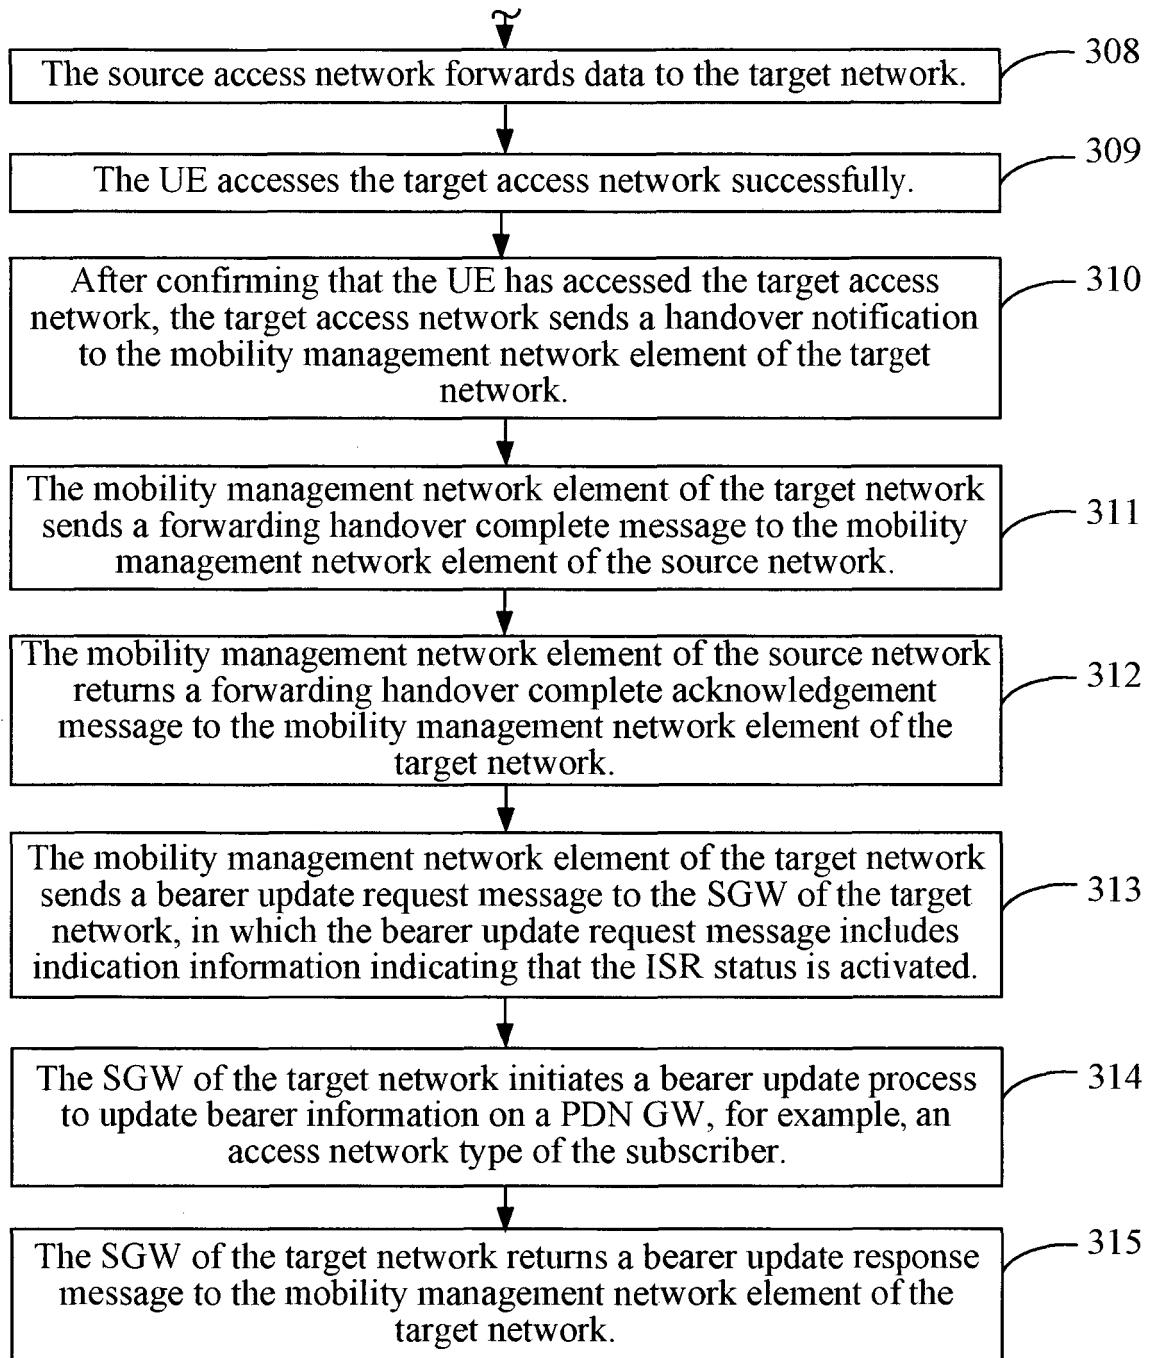 The source access network forwards data to the target network.
308
The UE accesses the target access network successfully.
309
After confirming that the UE has accessed the target access
network, the target access network sends a handover notification
to the mobility management network element of the target
network.
310
The mobility management network element of the target network
sends a forwarding handover complete message to the mobility
management network element of the source network.
311
The mobility management network element of the source network
returns a forwarding handover complete acknowledgement
message to the mobility management network element of the
target network.
312
The mobility management network element of the target network
sends a bearer update request message to the SGW of the target
network, in which the bearer update request message includes
indication information indicating that the ISR status is activated.
313
The SGW of the target network initiates a bearer update process
to update bearer information on a PDN GW, for example, an
access network type of the subscriber.
314
The SGW of the target network returns a bearer update response
message to the mobility management network element of the
target network.
315